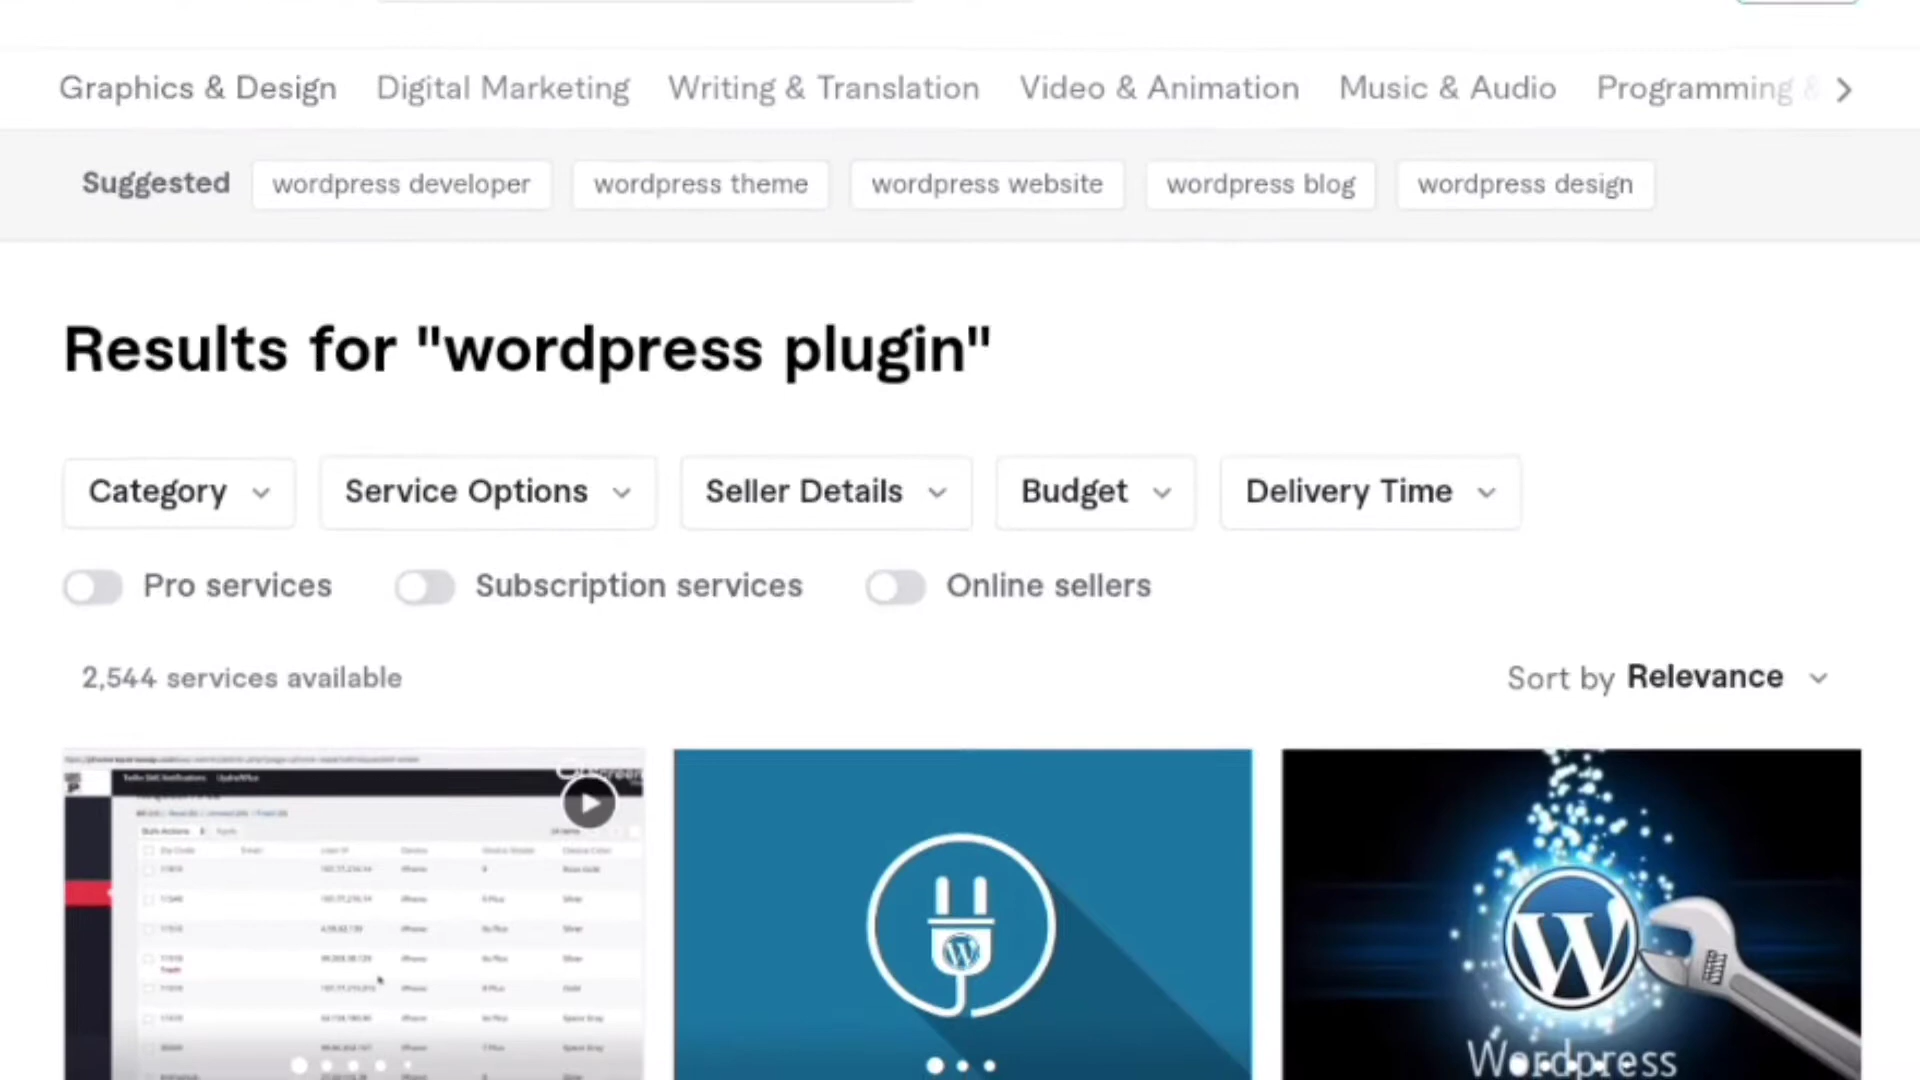 Graphics & Design Digital Marketing Writing & Translation Video & Animation Music & Audio Programming &
Suggested wordpress developer wordpress theme wordpress website wordpress blog wordpress design
Results for "wordpress plugin"
Category Service Options Seller Details Budget Delivery Time
Pro services Subscription services Online sellers
2,544 services available Sort by Relevance
Wordpress